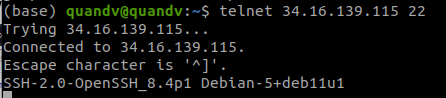 (base) quandv@quandv:~$ telnet 34.16.139.115 22
Trying 34.16.139.115...
Connected to 34.16.139.115.
Escape character is '^]'.
SSH-2.0-OpenSSH_8.4p1 Debian-5+deb11u1